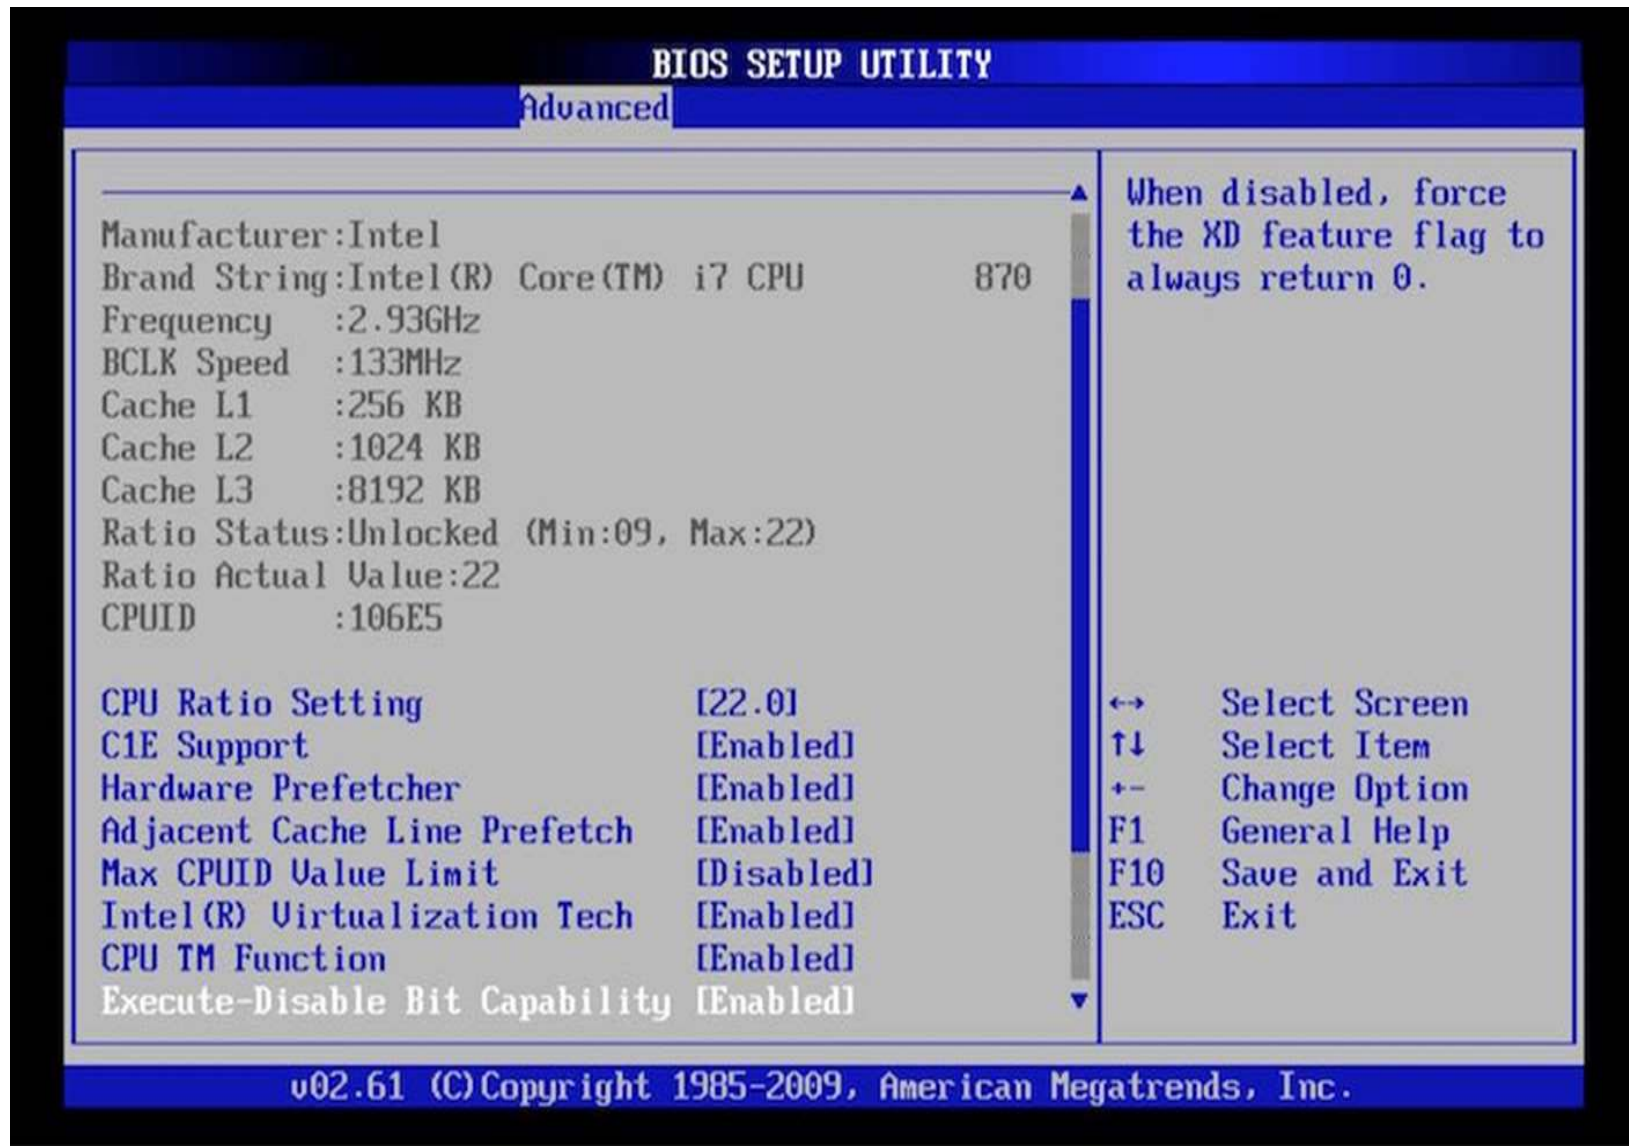 BIOS SETUP UTILITY
Advanced
Manufacturer:Intel
Brand String:Intel(R) Core(TM) i7 CPU 870
Frequency :2.93GHz
BCLK Speed :133MHz
Cache L1 :256 KB
Cache L2 :1024 KB
Cache L3 :8192 KB
Ratio Status:Unlocked (Min:09, Max:22)
Ratio Actual Value:22
CPUID :106E5
CPU Ratio Setting [22.0]
C1E Support [Enabled]
Hardware Prefetcher [Enabled]
Adjacent Cache Line Prefetch [Enabled]
Max CPUID Value Limit [Disabled]
Intel(R) Virtualization Tech [Enabled]
CPU TM Function [Enabled]
Execute-Disable Bit Capability [Enabled]
When disabled, force
the XD feature flag to
always return 0.
←→ Select Screen
↑↓ Select Item
+- Change Option
F1 General Help
F10 Save and Exit
ESC Exit
v02.61 (C)Copyright 1985-2009, American Megatrends, Inc.